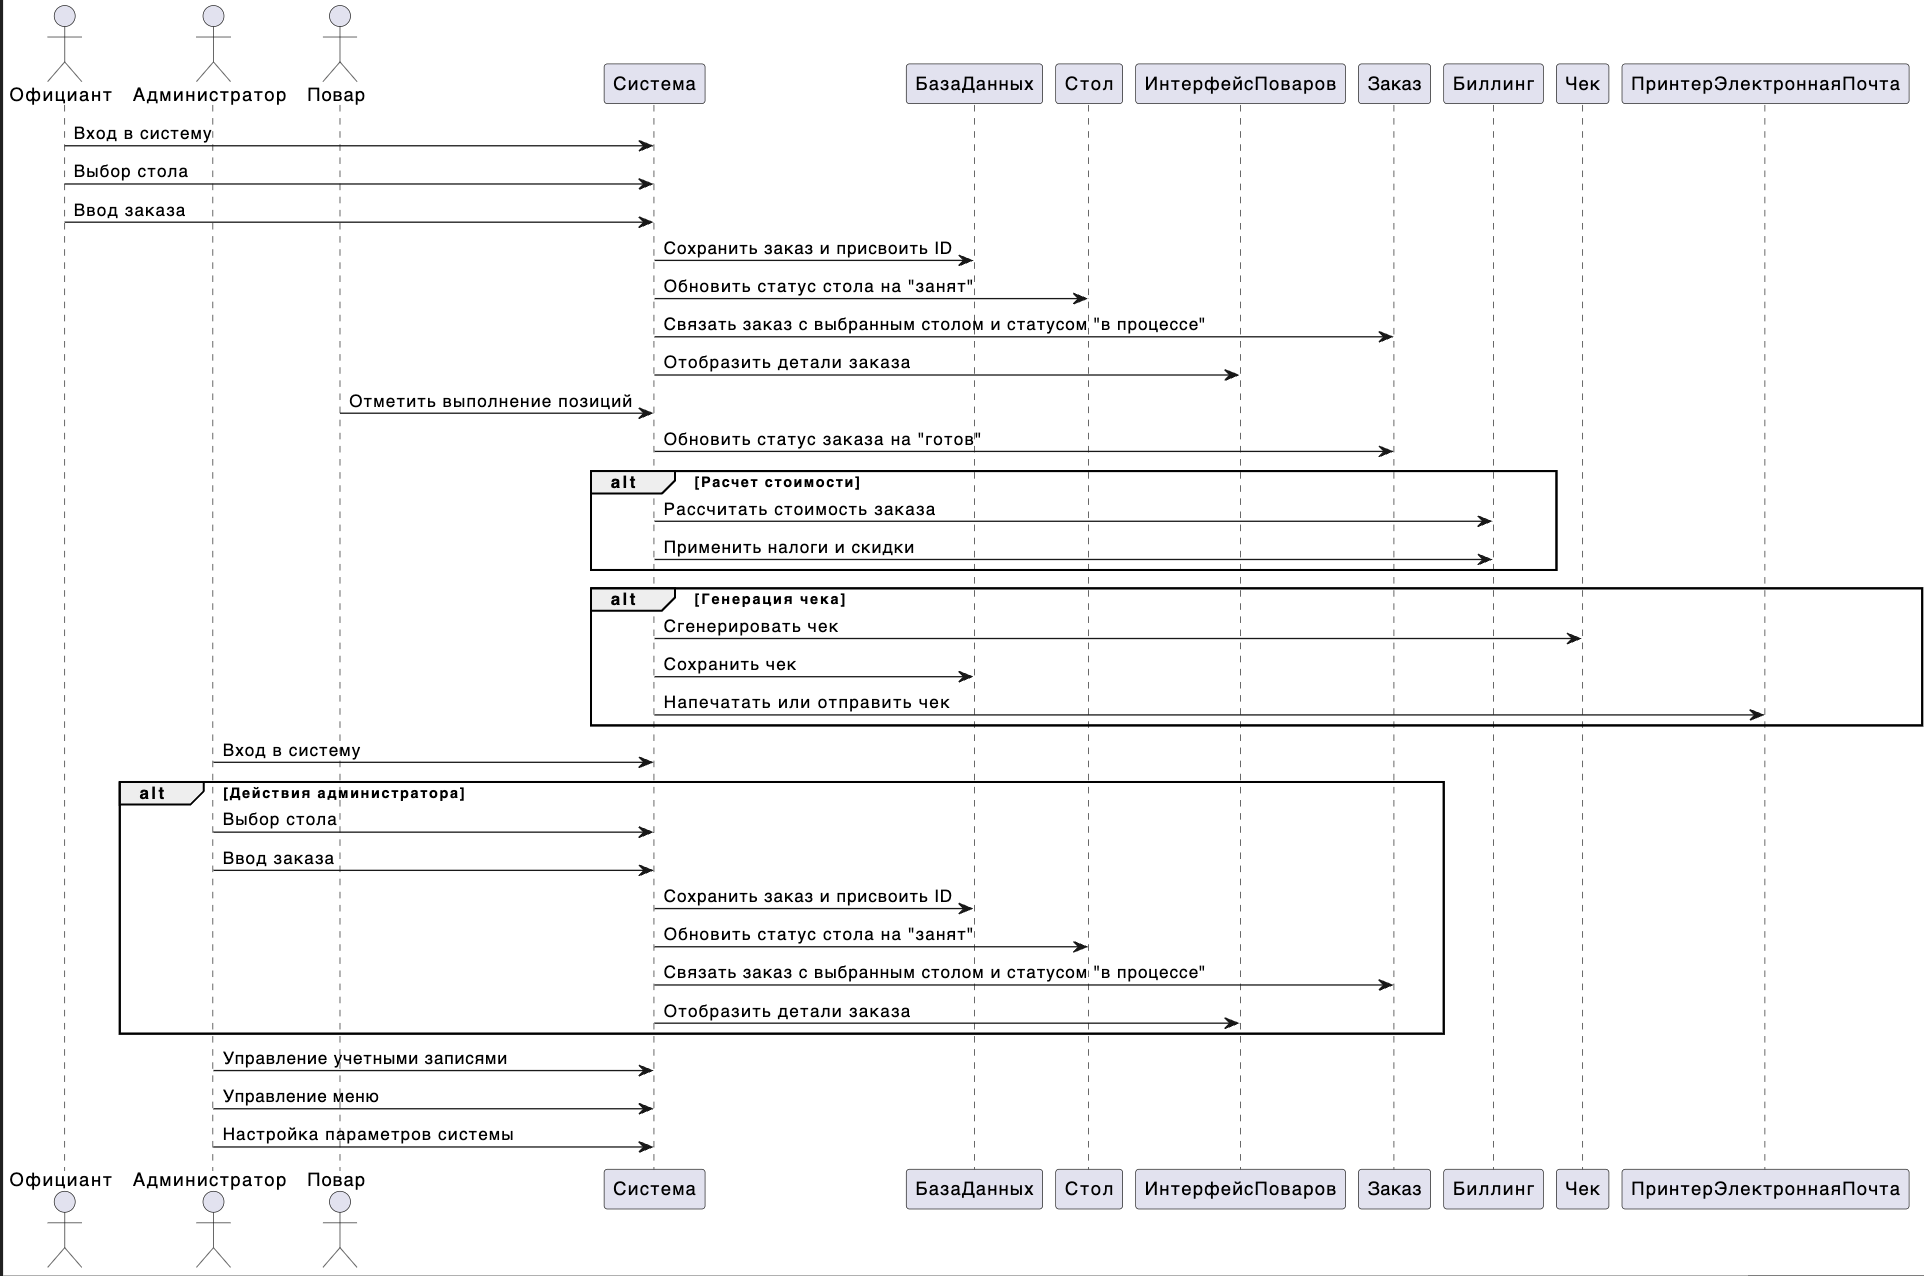 Официант Администратор Повар Система БазаДанных Стол ИнтерфейсПоваров Заказ Биллинг Чек ПринтерЭлектроннаяПочта
Вход в систему
Выбор стола
Ввод заказа
Сохранить заказ и присвоить ID
Обновить статус стола на "занят"
Связать заказ с выбранным столом и статусом "в процессе"
Отобразить детали заказа
Отметить выполнение позиций
Обновить статус заказа на "готов"
alt [Расчет стоимости]
Рассчитать стоимость заказа
Применить налоги и скидки
alt [Генерация чека]
Сгенерировать чек
Сохранить чек
Напечатать или отправить чек
Вход в систему
alt [Действия администратора]
Выбор стола
Ввод заказа
Сохранить заказ и присвоить ID
Обновить статус стола на "занят"
Связать заказ с выбранным столом и статусом "в процессе"
Отобразить детали заказа
Управление учетными записями
Управление меню
Настройка параметров системы
Официант Администратор Повар Система БазаДанных Стол ИнтерфейсПоваров Заказ Биллинг Чек ПринтерЭлектроннаяПочта